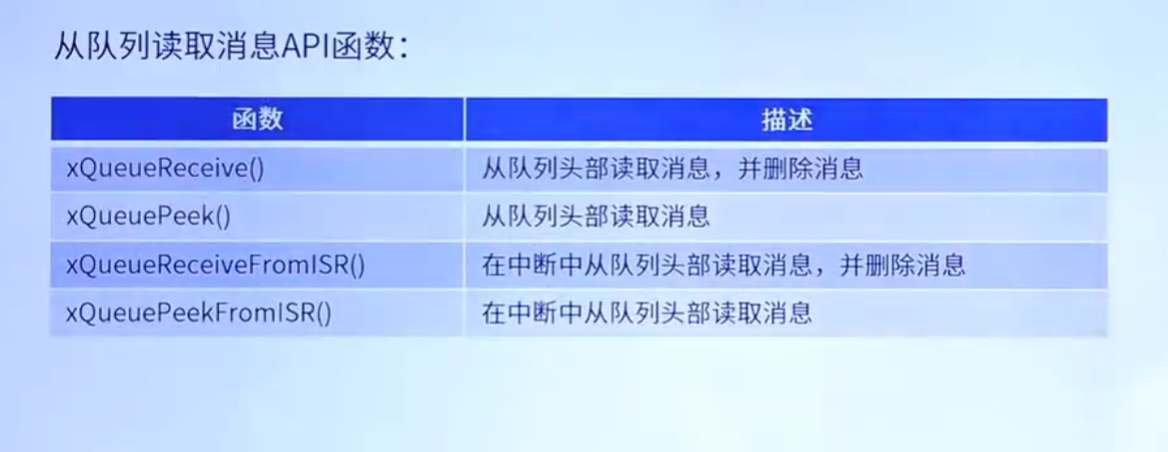 从队列读取消息API函数：
函数 描述
xQueueReceive() 从队列头部读取消息，并删除消息
xQueuePeek() 从队列头部读取消息
xQueueReceiveFromISR() 在中断中从队列头部读取消息，并删除消息
xQueuePeekFromISR() 在中断中从队列头部读取消息